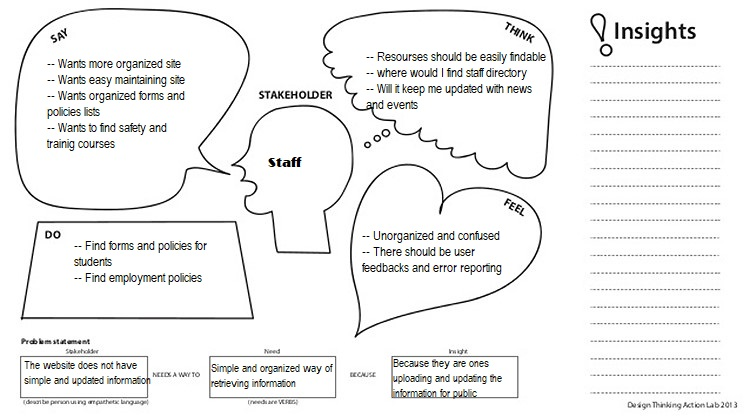 SAY
-- Wants more organized site
-- Wants easy maintaining site
-- Wants organized forms and
policies lists
-- Wants to find safety and
trainig courses
STAKEHOLDER
Staff
THINK
-- Resourses should be easily findable
-- where would I find staff directory
-- Will it keep me updated with news
and events
Insights
DO
-- Find forms and policies for
students
-- Find employment policies
FEEL
-- Unorganized and confused
-- There should be user
feedbacks and error reporting
Problem statement
Stakeholder
The website does not have
simple and updated information
(describe person using empathetic language)
NEEDS A WAY TO
Need
Simple and organized way of
retrieving information
(needs are VERBS)
BECAUSE
Insight
Because they are ones
uploading and updating the
information for public
Design Thinking Action Lab 2013